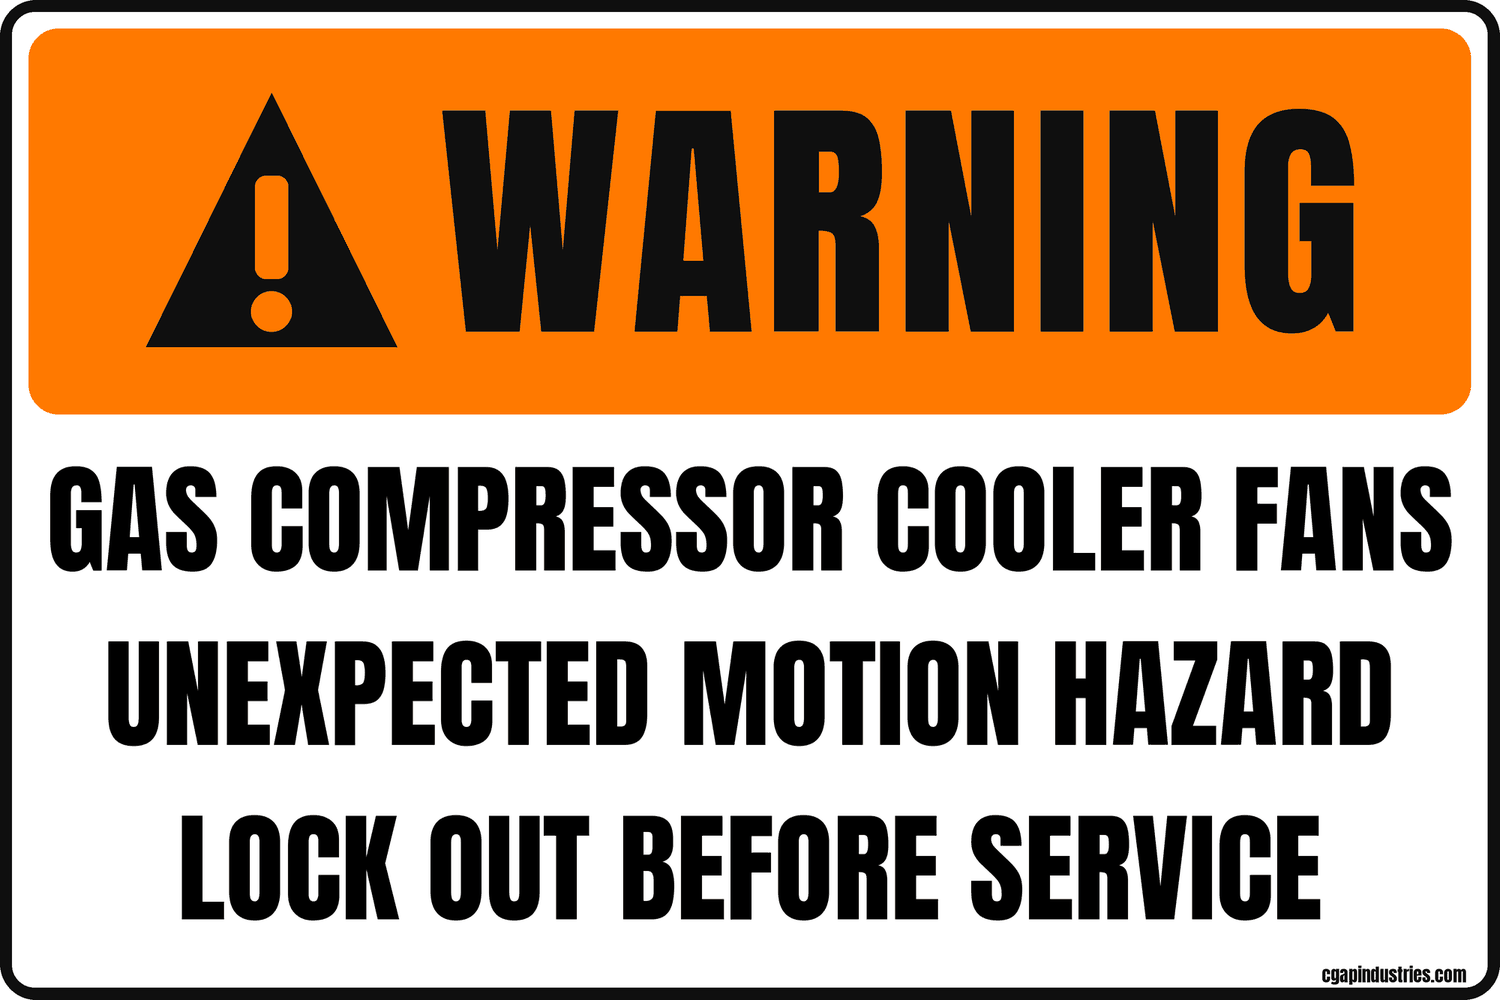 WARNING
GAS COMPRESSOR COOLER FANS
UNEXPECTED MOTION HAZARD
LOCK OUT BEFORE SERVICE
cgapindustries.com